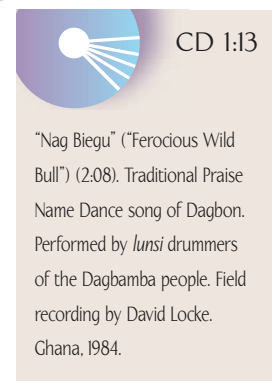 CD 1:13
“Nag Biegu” (“Ferocious Wild
Bull”) (2:08). Traditional Praise
Name Dance song of Dagbon.
Performed by lunsi drummers
of the Dagbamba people. Field
recording by David Locke.
Ghana, 1984.